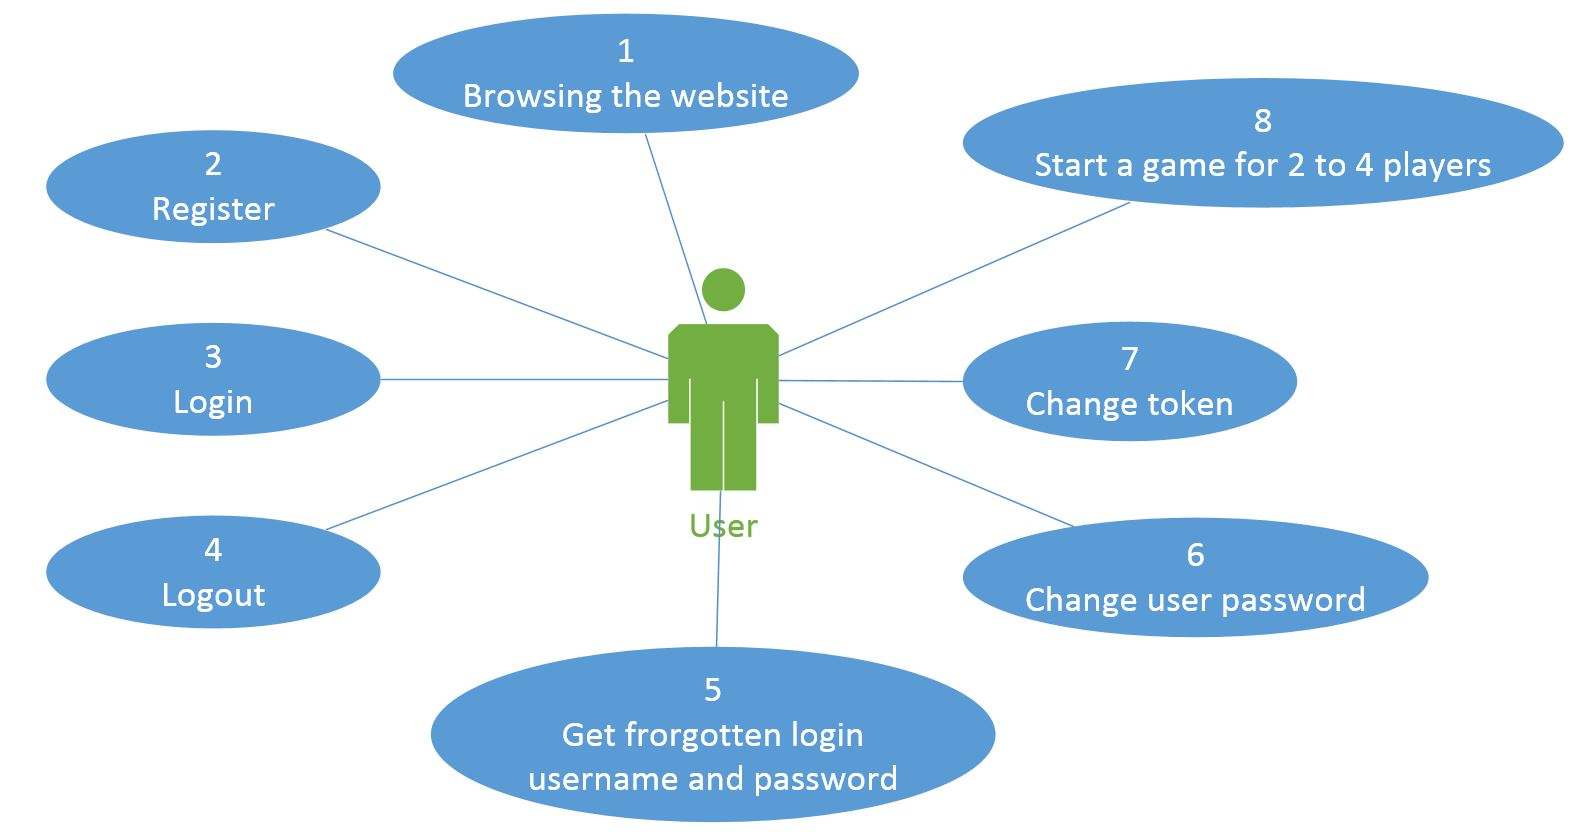 1
Browsing the website
2
Register
3
Login
4
Logout
5
Get frorgotten login
username and password
6
Change user password
7
Change token
8
Start a game for 2 to 4 players
User